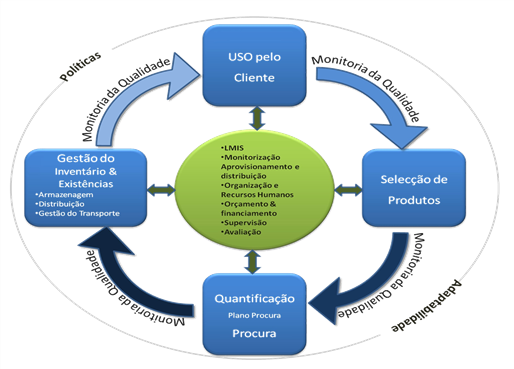 Políticas
Monitoria da Qualidade
USO pelo
Cliente
Monitoria da Qualidade
Gestão do
Inventário &
Existências
•Armazenagem
•Distribuição
•Gestão do Transporte
•LMIS
•Monitorização
Aprovisionamento e
distribuição
•Organização e
Recursos Humanos
•Orçamento &
financiamento
•Supervisão
•Avaliação
Selecção de
Produtos
Monitoria da Qualidade
Quantificação
Plano Procura
Procura
Monitoria da Qualidade
Adaptabilidade